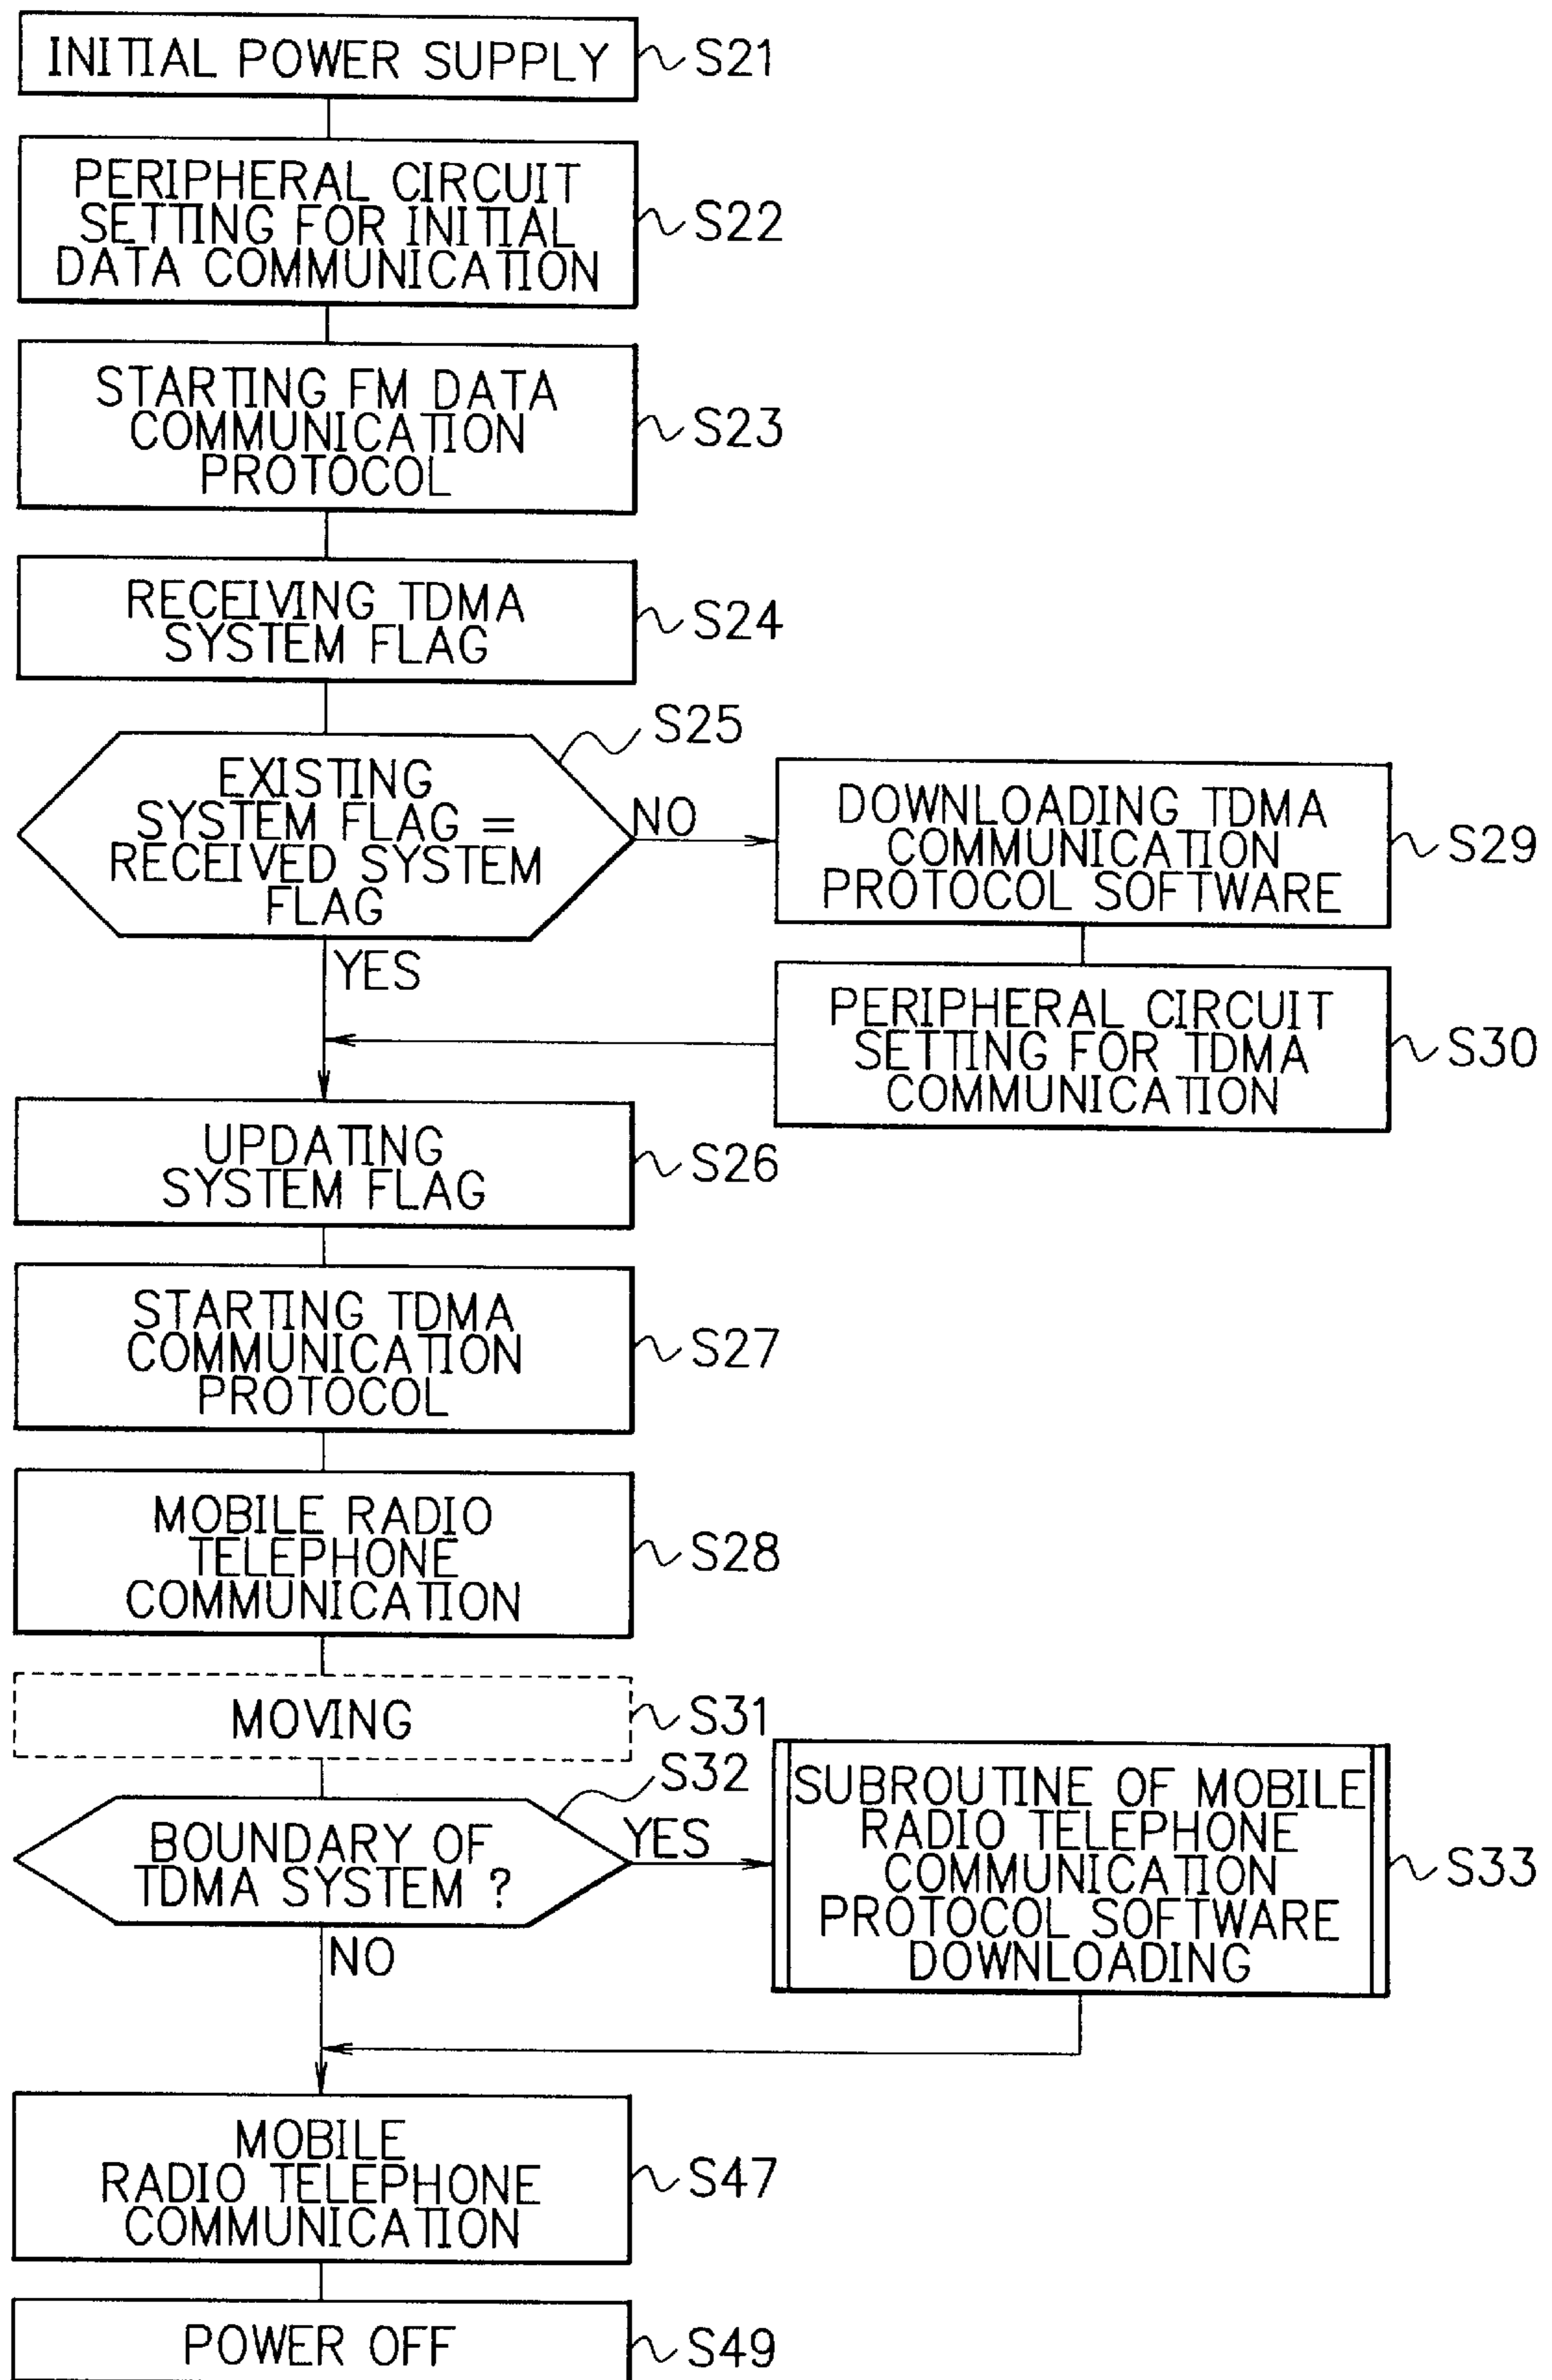 INITIAL POWER SUPPLY
S21
PERIPHERAL CIRCUIT
SETTING FOR INITIAL
DATA COMMUNICATION
S22
STARTING FM DATA
COMMUNICATION
PROTOCOL
S23
RECEIVING TDMA
SYSTEM FLAG
S24
EXISTING
SYSTEM FLAG =
RECEIVED SYSTEM
FLAG
S25
NO
YES
DOWNLOADING TDMA
COMMUNICATION
PROTOCOL SOFTWARE
S29
PERIPHERAL CIRCUIT
SETTING FOR TDMA
COMMUNICATION
S30
UPDATING
SYSTEM FLAG
S26
STARTING TDMA
COMMUNICATION
PROTOCOL
S27
MOBILE RADIO
TELEPHONE
COMMUNICATION
S28
MOVING
S31
BOUNDARY OF
TDMA SYSTEM ?
S32
YES
NO
SUBROUTINE OF MOBILE
RADIO TELEPHONE
COMMUNICATION
PROTOCOL SOFTWARE
DOWNLOADING
S33
MOBILE
RADIO TELEPHONE
COMMUNICATION
S47
POWER OFF
S49